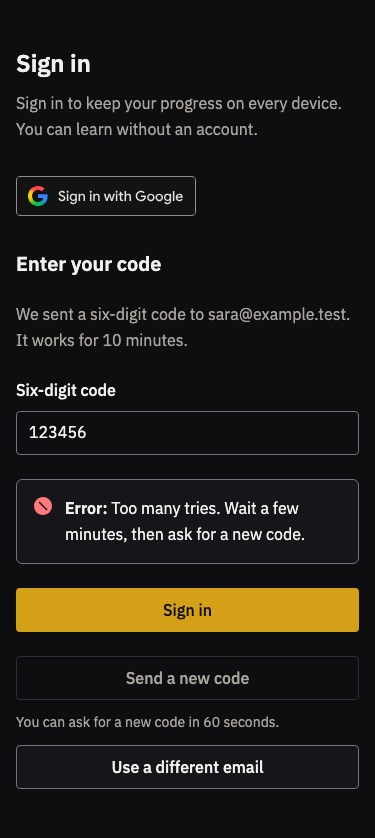 Sign in
Sign in to keep your progress on every device.
You can learn without an account.
Sign in with Google
Enter your code
We sent a six-digit code to sara@example.test.
It works for 10 minutes.
Six-digit code
123456
Error: Too many tries. Wait a few
minutes, then ask for a new code.
Sign in
Send a new code
You can ask for a new code in 60 seconds.
Use a different email